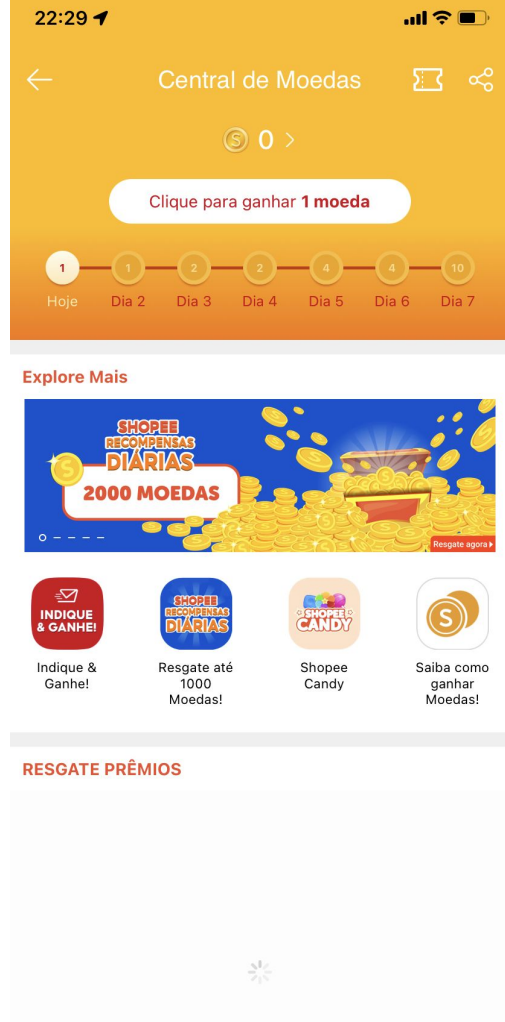 22:29
Central de Moedas
S 0
Clique para ganhar 1 moeda
1 1 2 2 4 4 10
Hoje Dia 2 Dia 3 Dia 4 Dia 5 Dia 6 Dia 7
Explore Mais
SHOPEE
RECOMPENSAS
DIÁRIAS
2000 MOEDAS
Resgate agora
INDIQUE
& GANHE!
SHOPEE
RECOMPENSAS
DIÁRIAS
SHOPEE
CANDY
S
Indique &
Ganhe!
Resgate até
1000
Moedas!
Shopee
Candy
Saiba como
ganhar
Moedas!
RESGATE PRÊMIOS